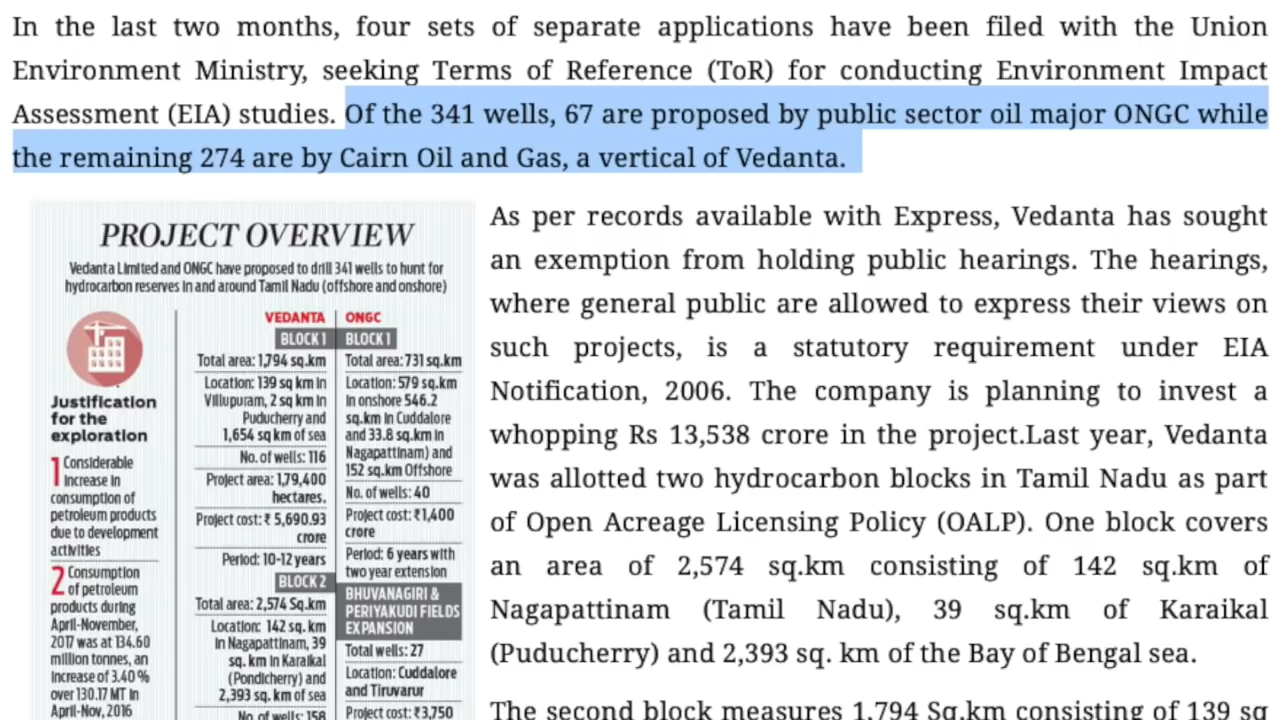 In the last two months, four sets of separate applications have been filed with the Union
Environment Ministry, seeking Terms of Reference (ToR) for conducting Environment Impact
Assessment (EIA) studies. Of the 341 wells, 67 are proposed by public sector oil major ONGC while
the remaining 274 are by Cairn Oil and Gas, a vertical of Vedanta.
PROJECT OVERVIEW
Vedanta Limited and ONGC have proposed to drill 341 wells to hunt for
hydrocarbon reserves in and around Tamil Nadu (offshore and onshore)
Justification
for the
exploration
1 Considerable
increase in
consumption of
petroleum products
due to development
activities
2 Consumption
of petroleum
products during
April-November,
2017 was at 134.60
million tonnes, an
increase of 3.40 %
over 130.17 MT in
April-Nov, 2016
VEDANTA
BLOCK 1
Total area: 1,794 sq.km
Location: 139 sq km in
Villupuram, 2 sq km in
Puducherry and
1,654 sq km of sea
No. of wells: 116
Project area: 1,79,400
hectares.
Project cost: ₹ 5,690.93
crore
Period: 10-12 years
BLOCK 2
Total area: 2,574 Sq.km
Location: 142 sq. km
in Nagapattinam, 39
sq. km in Karaikal
(Pondicherry) and
2,393 sq. km of sea
No. of wells: 158
ONGC
BLOCK 1
Total area: 731 sq.km
Location: 579 sq.km
in onshore 546.2
sq.km in Cuddalore
and 33.8 sq.km in
Nagapattinam) and
152 sq.km Offshore
No. of wells: 40
Project cost: ₹1,400
crore
Period: 6 years with
two year extension
BHUVANAGIRI &
PERIYAKUDI FIELDS
EXPANSION
Total wells: 27
Location: Cuddalore
and Tiruvarur
Project cost: ₹3,750
As per records available with Express, Vedanta has sought
an exemption from holding public hearings. The hearings,
where general public are allowed to express their views on
such projects, is a statutory requirement under EIA
Notification, 2006. The company is planning to invest a
whopping Rs 13,538 crore in the project.Last year, Vedanta
was allotted two hydrocarbon blocks in Tamil Nadu as part
of Open Acreage Licensing Policy (OALP). One block covers
an area of 2,574 sq.km consisting of 142 sq.km of
Nagapattinam (Tamil Nadu), 39 sq.km of Karaikal
(Puducherry) and 2,393 sq. km of the Bay of Bengal sea.
The second block measures 1,794 Sq.km consisting of 139 sq